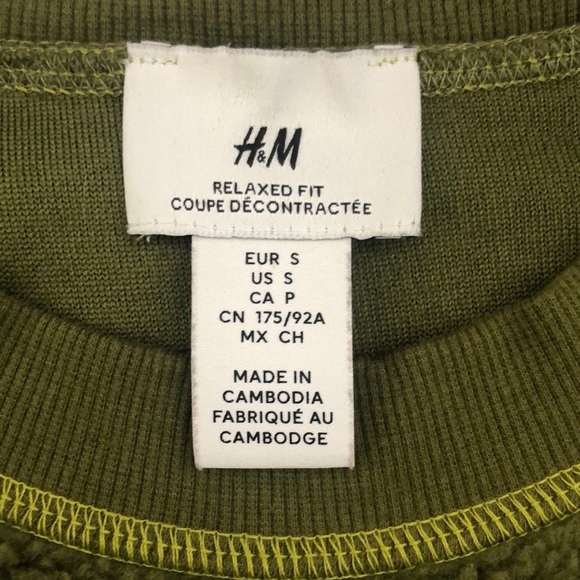 H&M
RELAXED FIT
COUPE DÉCONTRACTÉE
EUR S
US S
CA P
CN 175/92A
MX CH
MADE IN
CAMBODIA
FABRIQUÉ AU
CAMBODGE